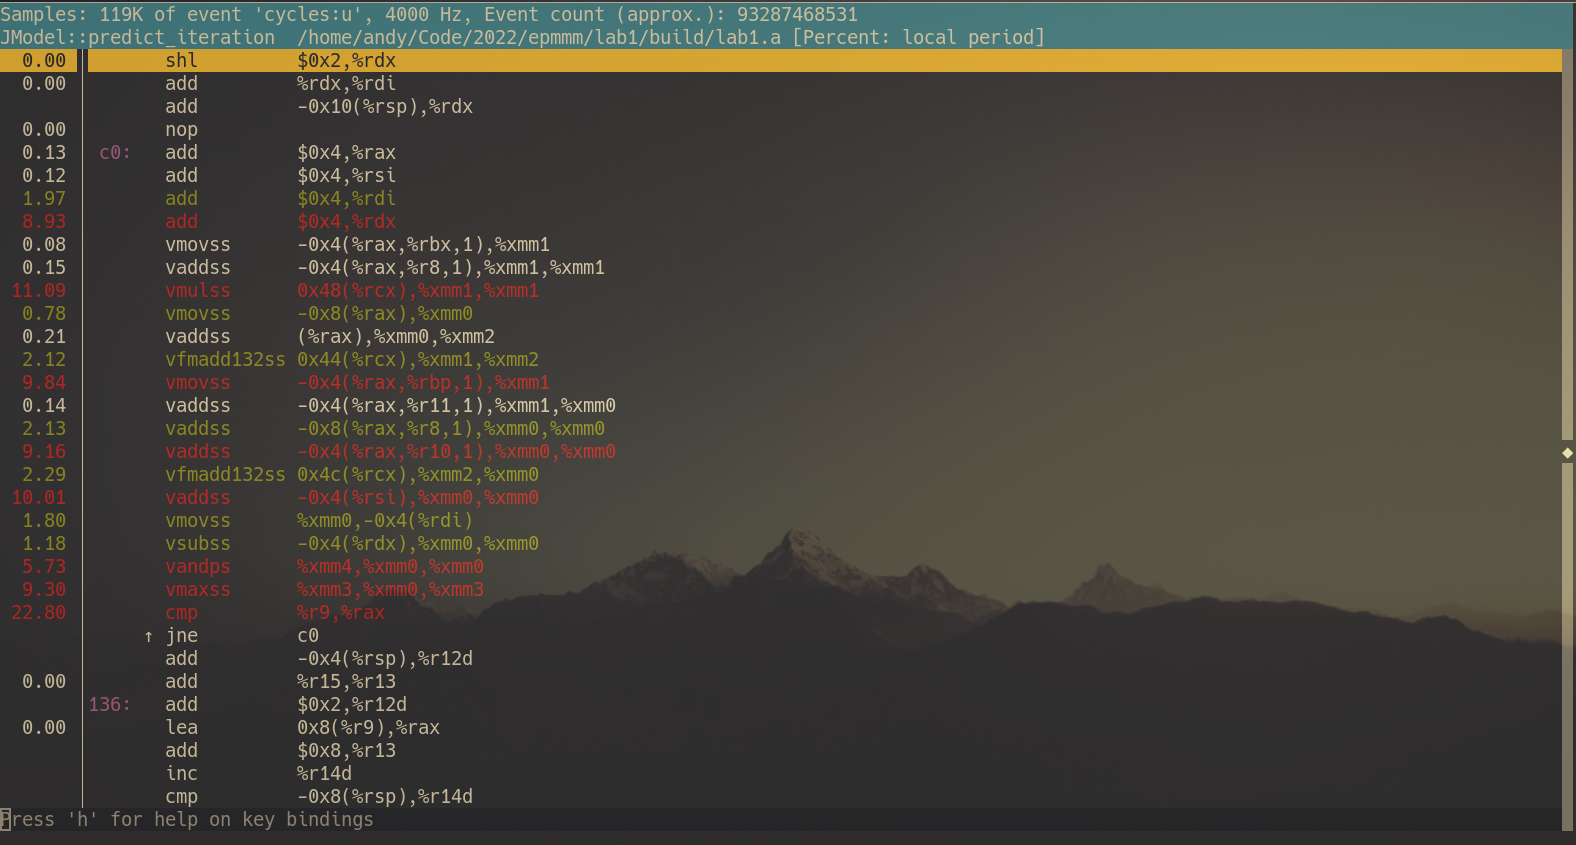 Samples: 119K of event 'cycles:u', 4000 Hz, Event count (approx.): 93287468531
JModel::predict_iteration  /home/andy/Code/2022/epmmm/lab1/build/lab1.a [Percent: local period]
0.00 shl $0x2,%rdx
0.00 add %rdx,%rdi
add -0x10(%rsp),%rdx
0.00 nop
0.13 c0: add $0x4,%rax
0.12 add $0x4,%rsi
1.97 add $0x4,%rdi
8.93 add $0x4,%rdx
0.08 vmovss -0x4(%rax,%rbx,1),%xmm1
0.15 vaddss -0x4(%rax,%r8,1),%xmm1,%xmm1
11.09 vmulss 0x48(%rcx),%xmm1,%xmm1
0.78 vmovss -0x8(%rax),%xmm0
0.21 vaddss (%rax),%xmm0,%xmm2
2.12 vfmadd132ss 0x44(%rcx),%xmm1,%xmm2
9.84 vmovss -0x4(%rax,%rbp,1),%xmm1
0.14 vaddss -0x4(%rax,%r11,1),%xmm1,%xmm0
2.13 vaddss -0x8(%rax,%r8,1),%xmm0,%xmm0
9.16 vaddss -0x4(%rax,%r10,1),%xmm0,%xmm0
2.29 vfmadd132ss 0x4c(%rcx),%xmm2,%xmm0
10.01 vaddss -0x4(%rsi),%xmm0,%xmm0
1.80 vmovss %xmm0,-0x4(%rdi)
1.18 vsubss -0x4(%rdx),%xmm0,%xmm0
5.73 vandps %xmm4,%xmm0,%xmm0
9.30 vmaxss %xmm3,%xmm0,%xmm3
22.80 cmp %r9,%rax
↑ jne c0
add -0x4(%rsp),%r12d
0.00 add %r15,%r13
136: add $0x2,%r12d
0.00 lea 0x8(%r9),%rax
add $0x8,%r13
inc %r14d
cmp -0x8(%rsp),%r14d
Press 'h' for help on key bindings